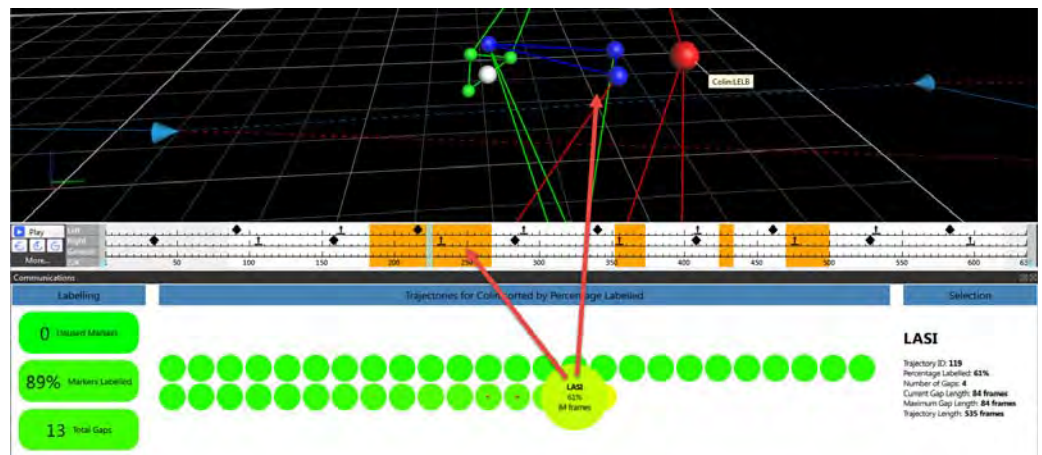 Colin:LELB
Play
Left
Right
More...
50
100
150
200
250
300
350
400
450
500
550
600
Communications
Labelling
Trajectories for Colin sorted by Percentage Labelled
Selection
0 Unused Markers
89% Markers Labelled
13 Total Gaps
LASI
61%
84 frames
LASI
Trajectory ID: 119
Percentage Labelled: 61%
Number of Gaps: 4
Current Gap Length: 84 frames
Maximum Gap Length: 84 frames
Trajectory Length: 535 frames